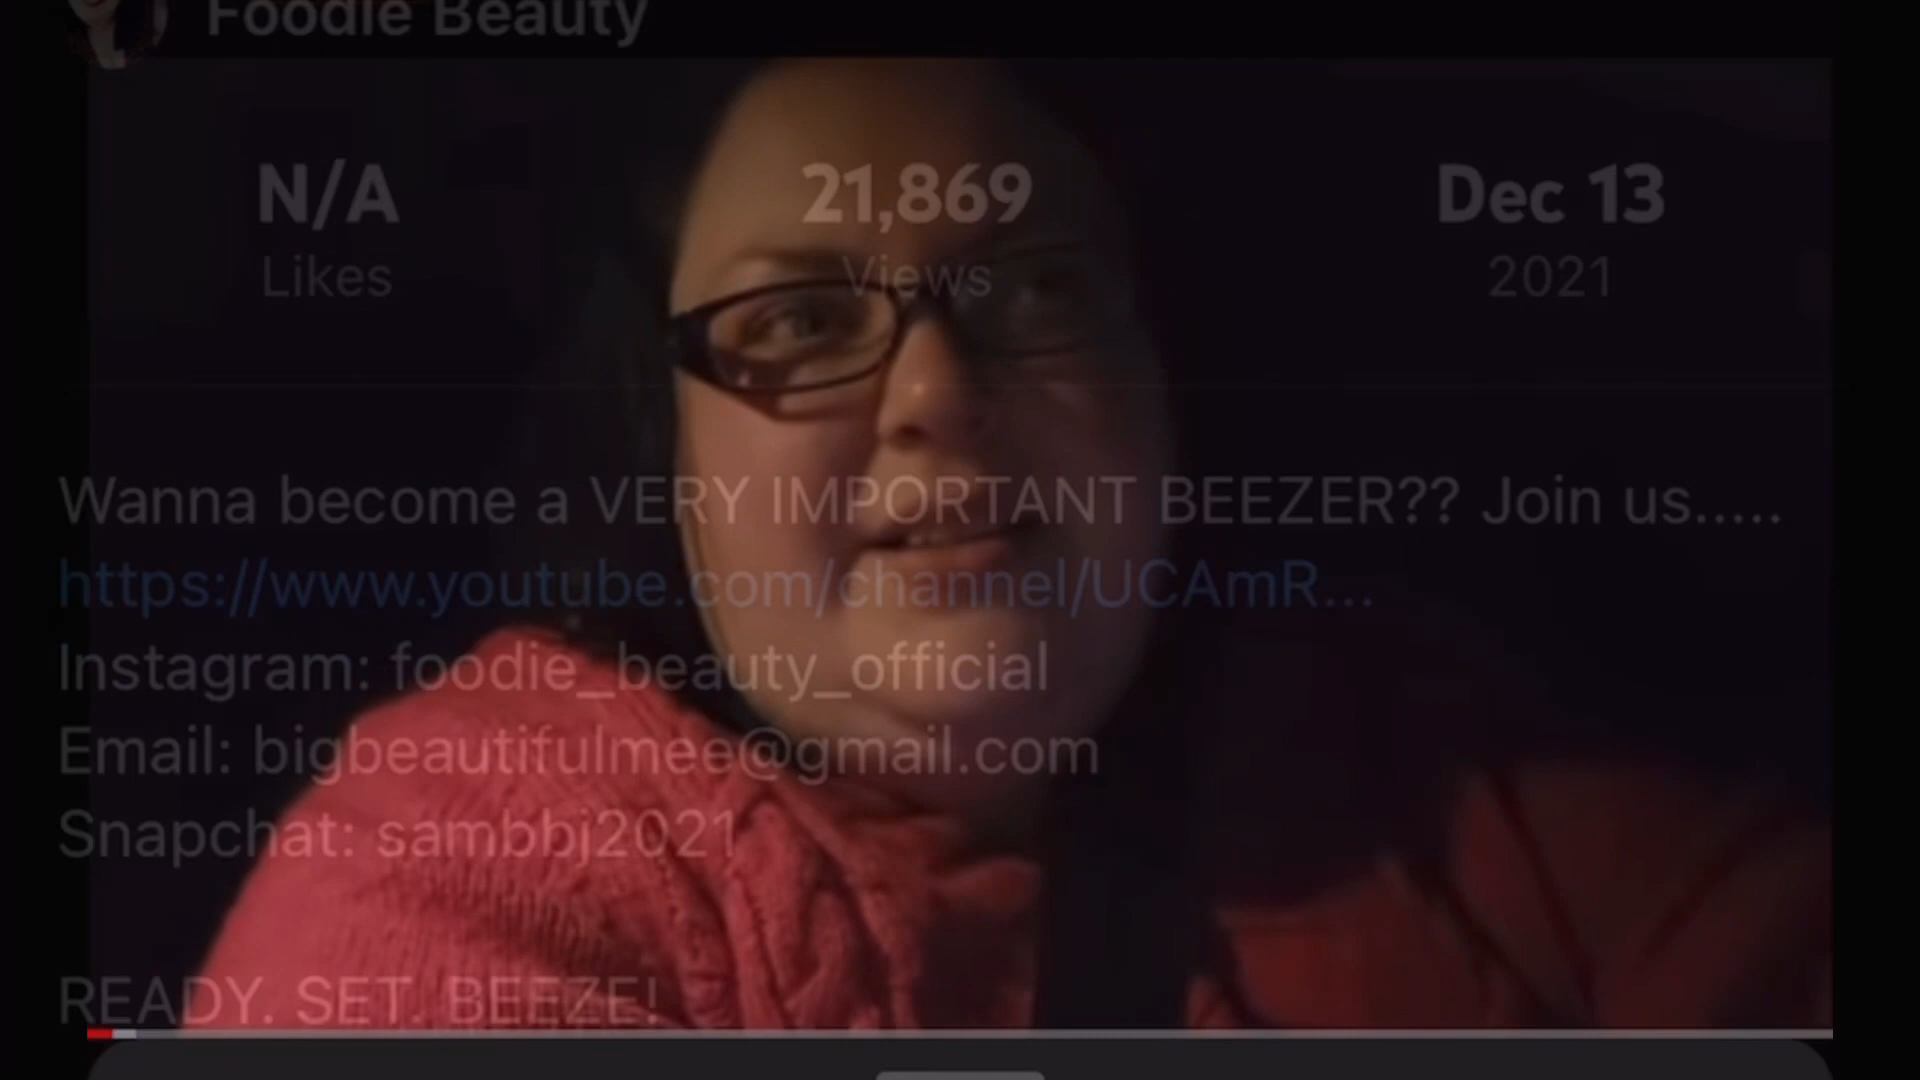 Foodie Beauty
N/A
Likes
21,869
Views
Dec 13
2021
Wanna become a VERY IMPORTANT BEEZER?? Join us.....
https://www.youtube.com/channel/UCAmR...
Instagram: foodie_beauty_official
Email: bigbeautifulmee@gmail.com
Snapchat: sambbj2021
READY. SET. BEEZE!